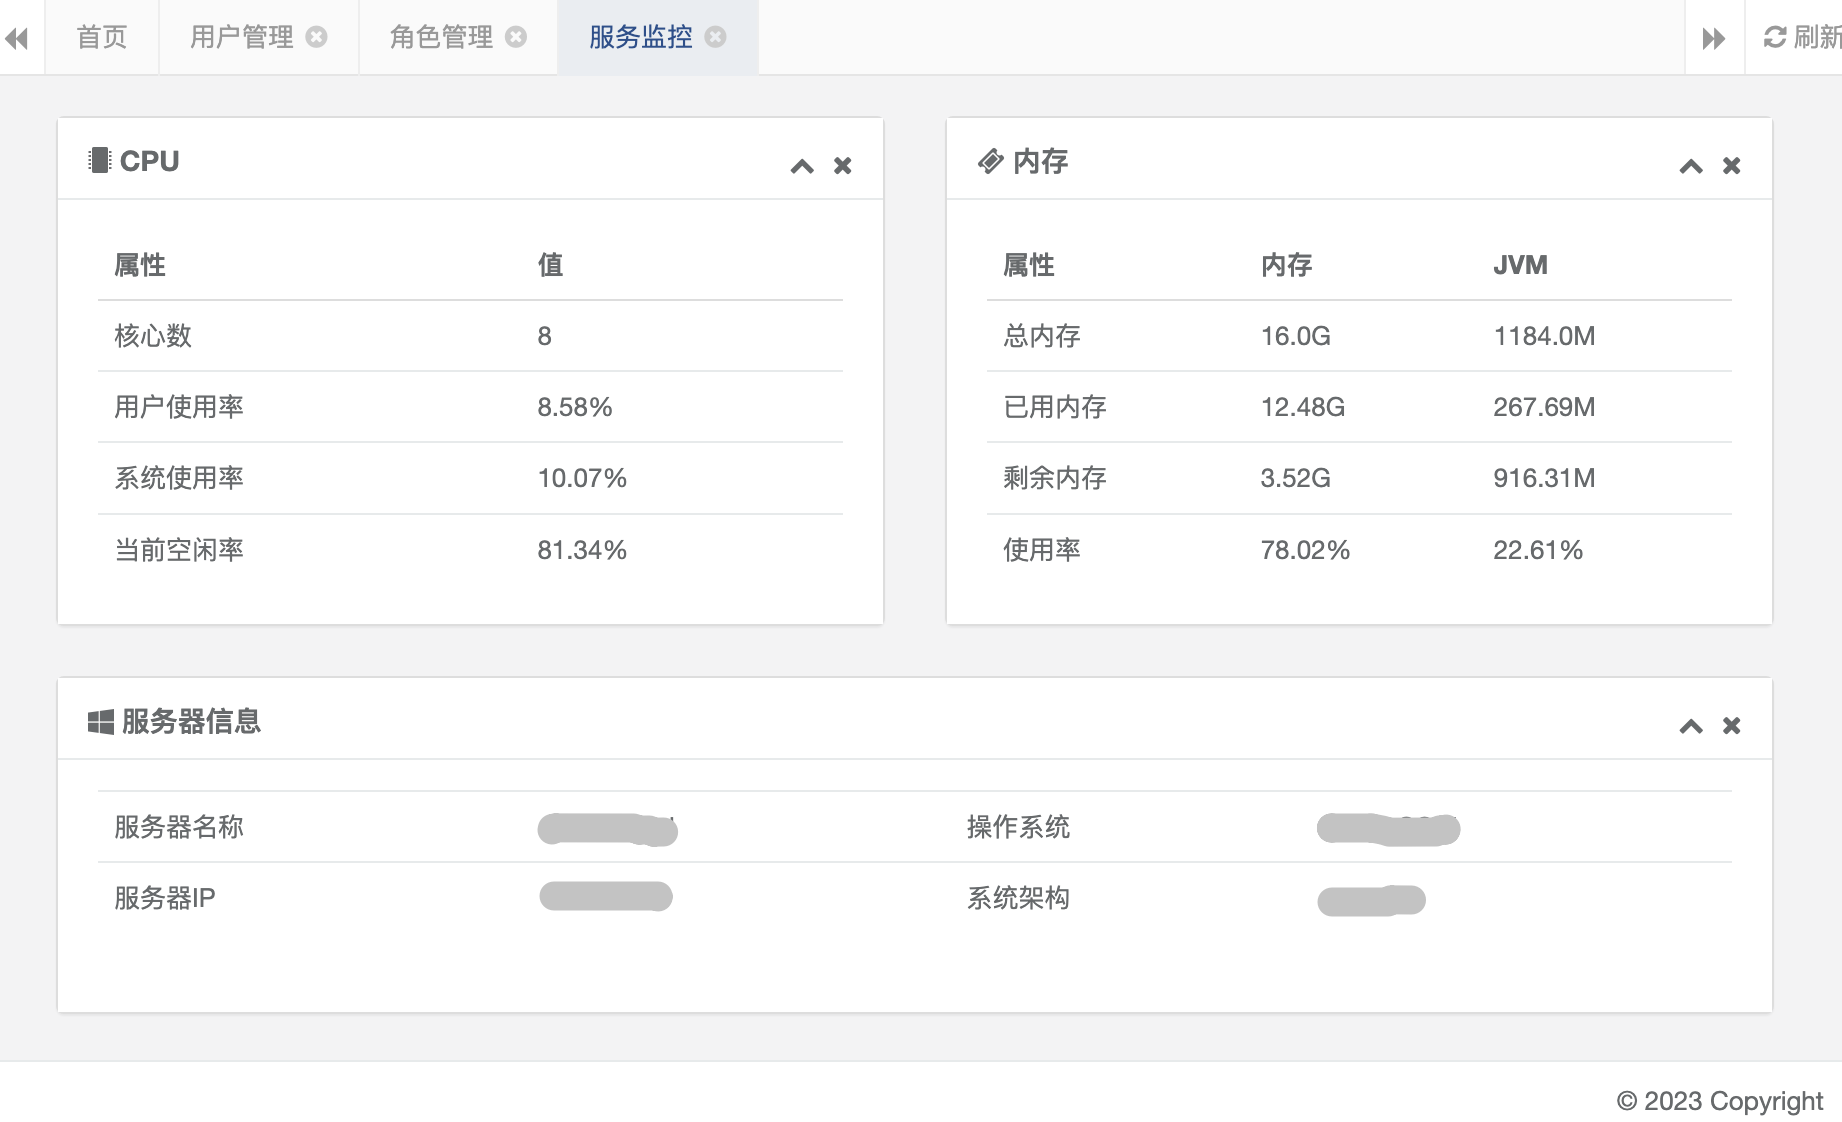 首页 用户管理 角色管理 服务监控 刷新
CPU
属性 值
核心数 8
用户使用率 8.58%
系统使用率 10.07%
当前空闲率 81.34%
内存
属性 内存 JVM
总内存 16.0G 1184.0M
已用内存 12.48G 267.69M
剩余内存 3.52G 916.31M
使用率 78.02% 22.61%
服务器信息
服务器名称 操作系统
服务器IP 系统架构
© 2023 Copyright